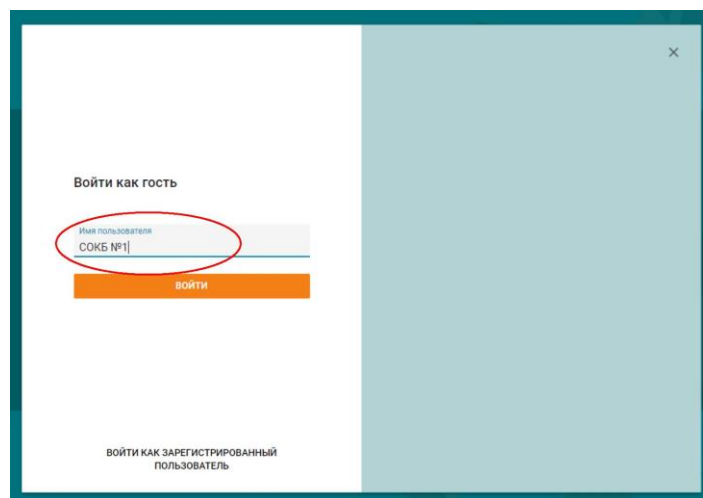 Войти как гость
Имя пользователя
СОКБ №1
ВОЙТИ
ВОЙТИ КАК ЗАРЕГИСТРИРОВАННЫЙ
ПОЛЬЗОВАТЕЛЬ